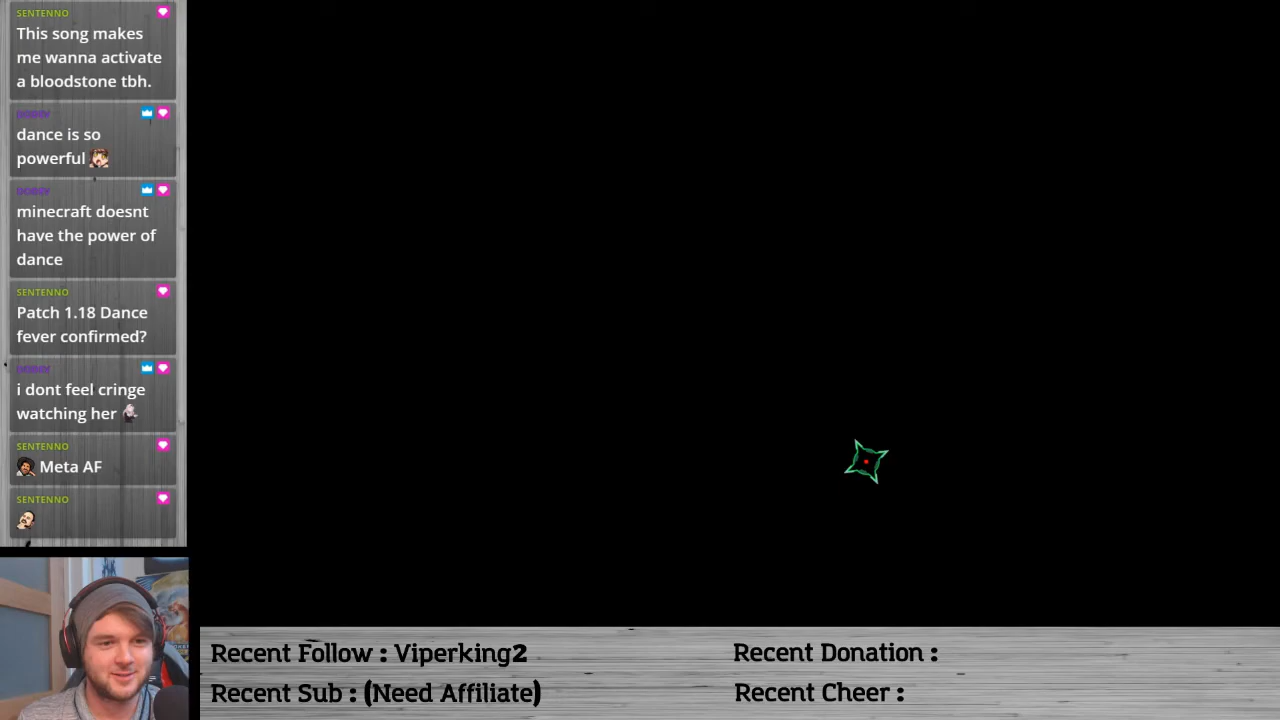 SENTENNO
This song makes
me wanna activate
a bloodstone tbh.
dance is so
powerful
minecraft doesnt
have the power of
dance
SENTENNO
Patch 1.18 Dance
fever confirmed?
i dont feel cringe
watching her
SENTENNO
Meta AF
SENTENNO
Recent Follow : Viperking2
Recent Donation :
Recent Sub : (Need Affiliate)
Recent Cheer :